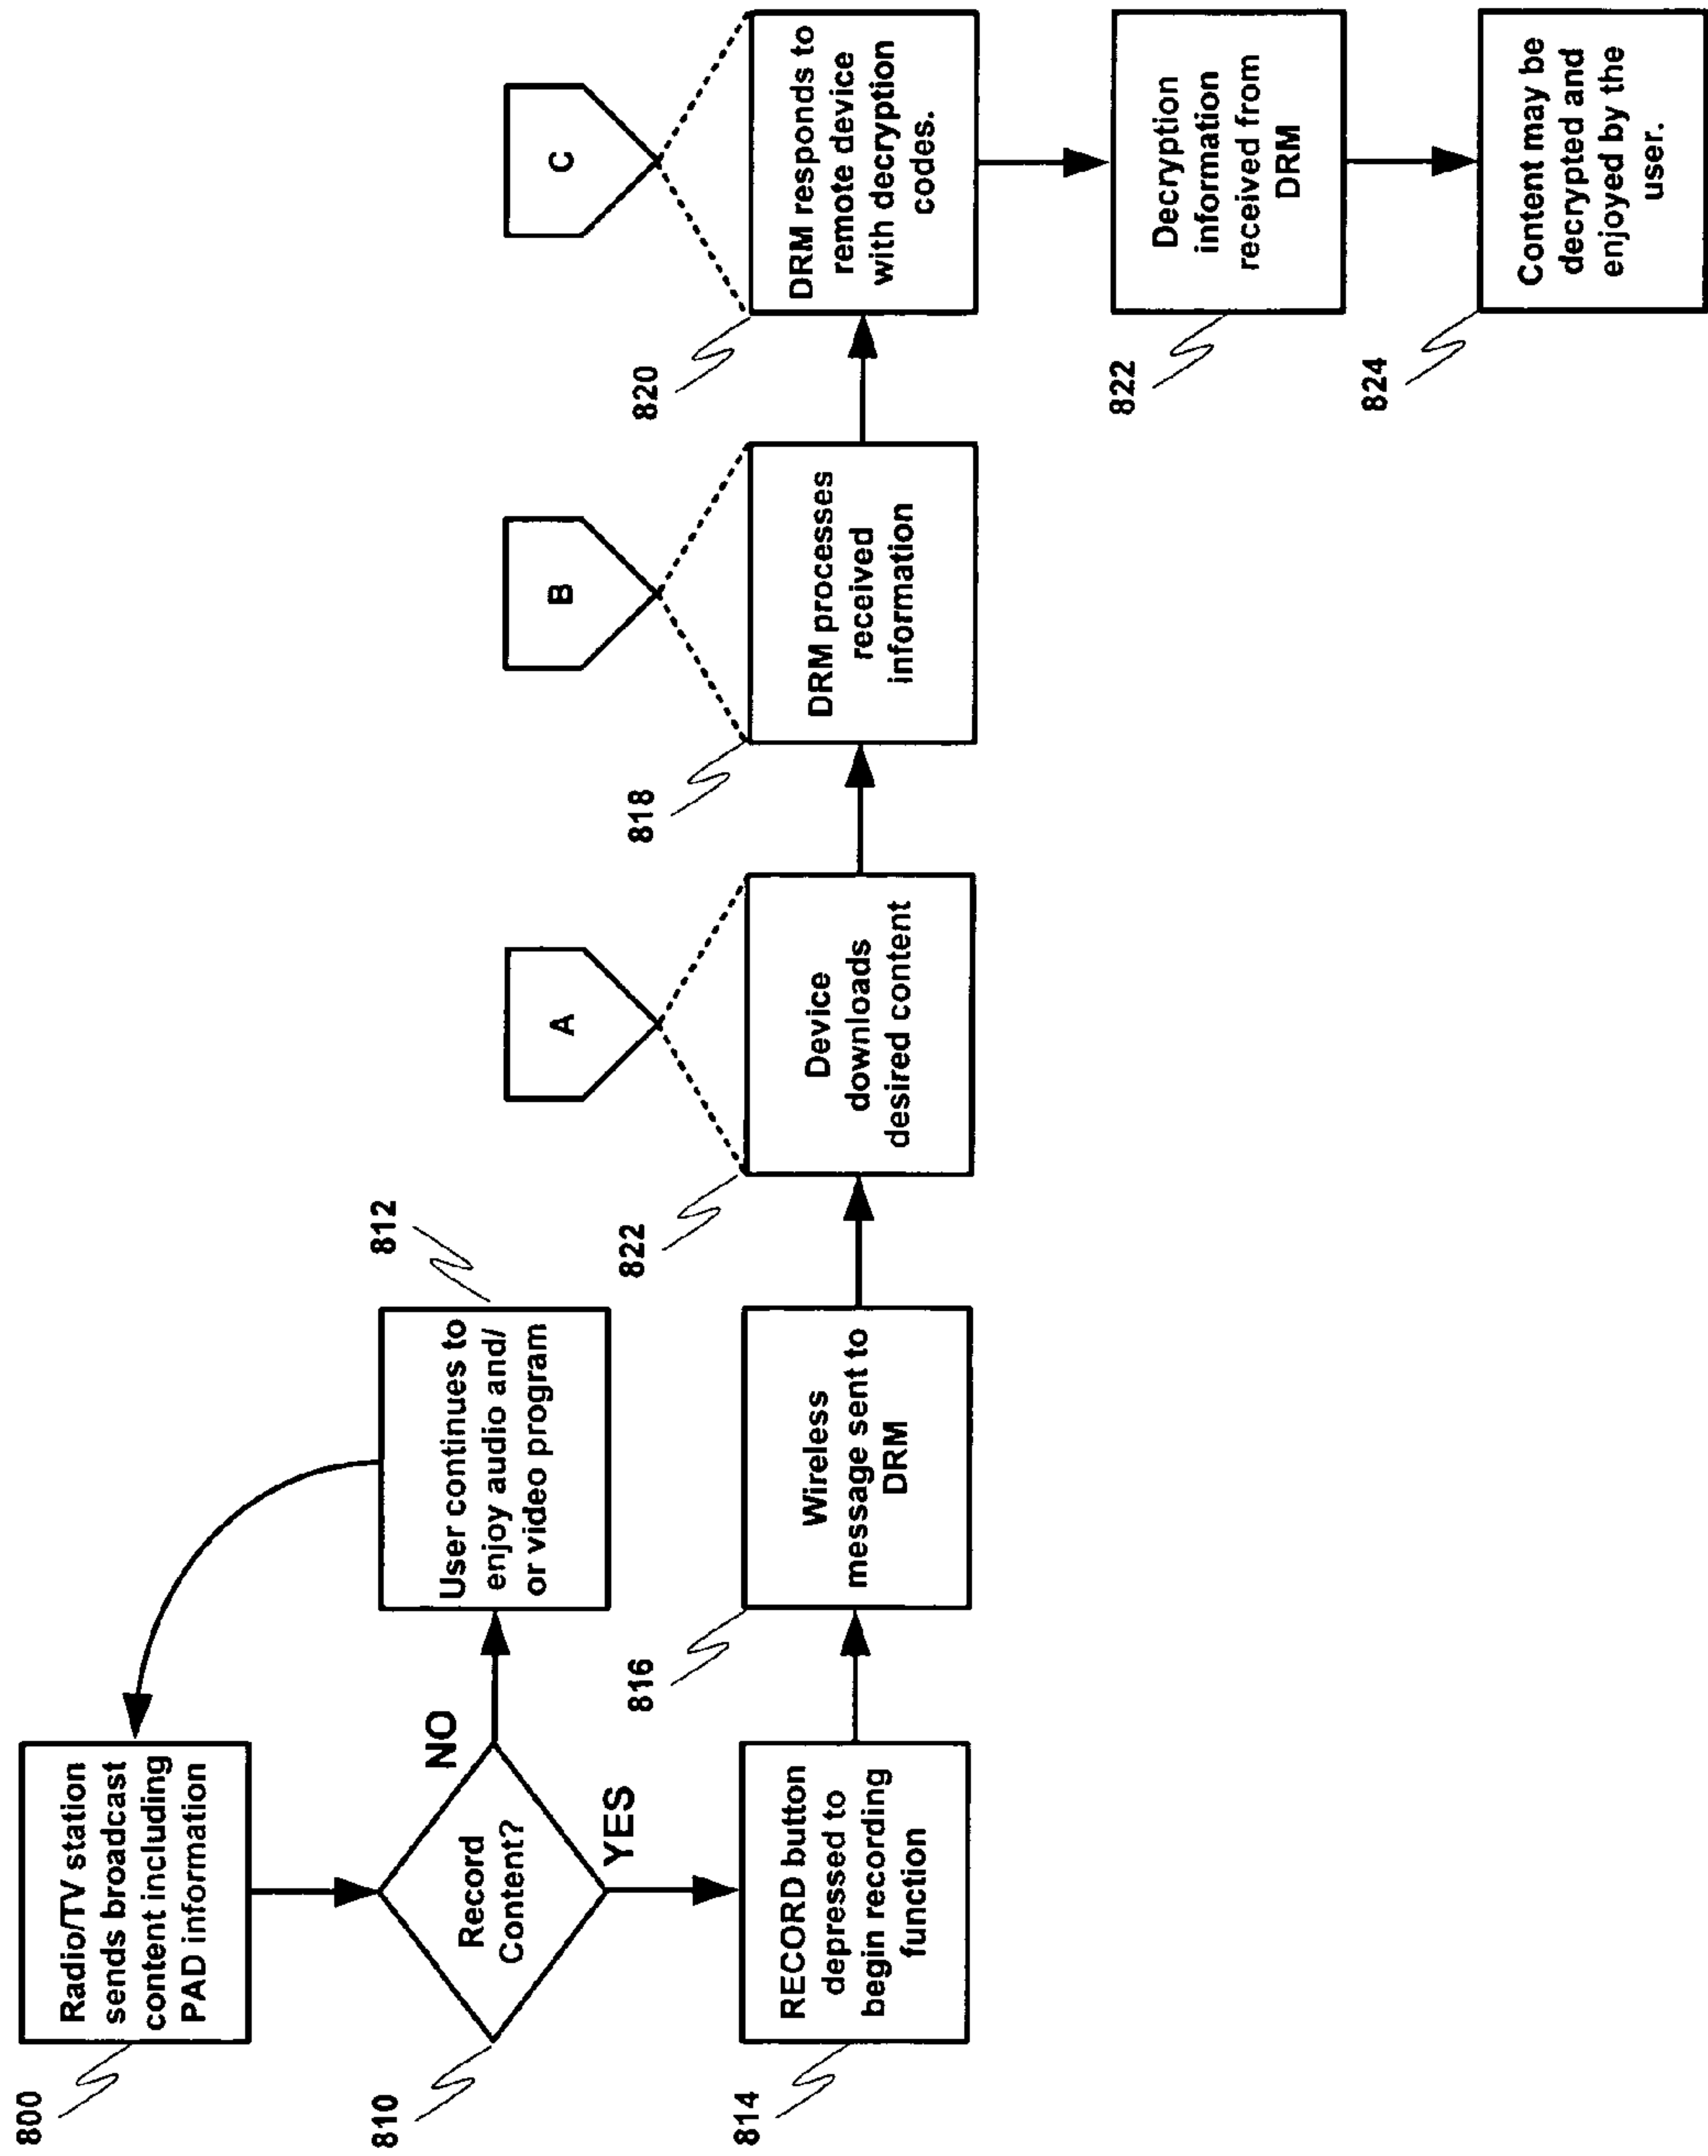 800
Radio/TV station
sends broadcast
content including
PAD information
810
Record
Content?
NO
YES
812
User continues to
enjoy audio and/
or video program
814
RECORD button
depressed to
begin recording
function
816
Wireless
message sent to
DRM
A
822
Device
downloads
desired content
B
818
DRM processes
received
information
C
820
DRM responds to
remote device
with decryption
codes.
822
Decryption
information
received from
DRM
824
Content may be
decrypted and
enjoyed by the
user.